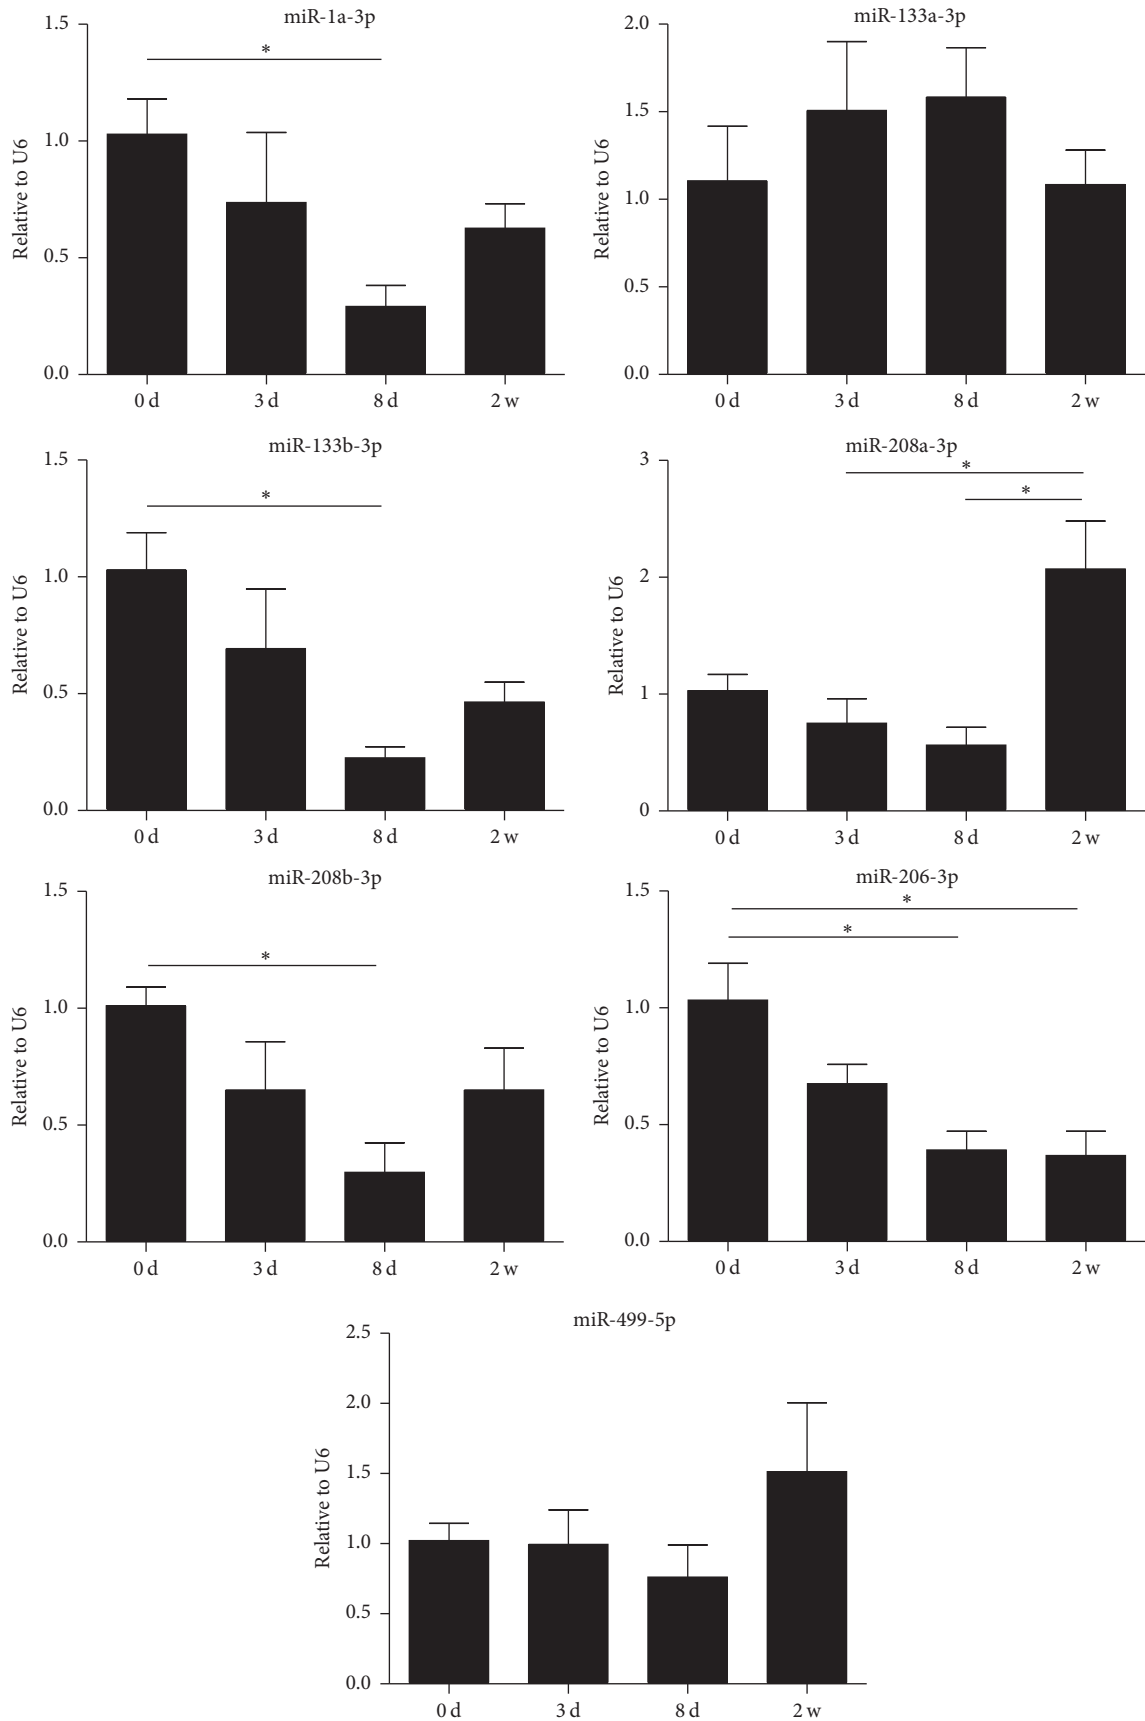 miR-1a-3p
1.5
*
1.0
Relative to U6
0.5
0.0
0 d 3 d 8 d 2 w
miR-133a-3p
2.0
1.5
Relative to U6
1.0
0.5
0.0
0 d 3 d 8 d 2 w
miR-133b-3p
1.5
*
1.0
Relative to U6
0.5
0.0
0 d 3 d 8 d 2 w
miR-208a-3p
3
*
*
2
Relative to U6
1
0
0 d 3 d 8 d 2 w
miR-208b-3p
1.5
*
1.0
Relative to U6
0.5
0.0
0 d 3 d 8 d 2 w
miR-206-3p
1.5
*
*
1.0
Relative to U6
0.5
0.0
0 d 3 d 8 d 2 w
miR-499-5p
2.5
2.0
1.5
Relative to U6
1.0
0.5
0.0
0 d 3 d 8 d 2 w